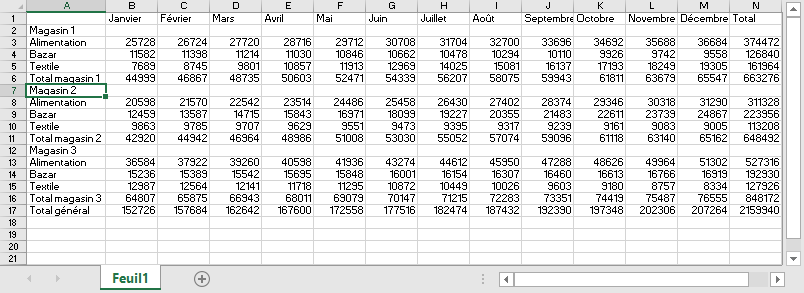 A B C D E F G H I J K L M N
1 Janvier Février Mars Avril Mai Juin Juillet Août Septembre Octobre Novembre Décembre Total
2 Magasin 1
3 Alimentation 25728 26724 27720 28716 29712 30708 31704 32700 33696 34692 35688 36684 374472
4 Bazar 11582 11398 11214 11030 10846 10662 10478 10294 10110 9926 9742 9558 126840
5 Textile 7689 8745 9801 10857 11913 12969 14025 15081 16137 17193 18249 19305 161964
6 Total magasin 1 44999 46867 48735 50603 52471 54339 56207 58075 59943 61811 63679 65547 663276
7 Magasin 2
8 Alimentation 20598 21570 22542 23514 24486 25458 26430 27402 28374 29346 30318 31290 311328
9 Bazar 12459 13587 14715 15843 16971 18099 19227 20355 21483 22611 23739 24867 223956
10 Textile 9863 9785 9707 9629 9551 9473 9395 9317 9239 9161 9083 9005 113208
11 Total magasin 2 42920 44942 46964 48986 51008 53030 55052 57074 59096 61118 63140 65162 648492
12 Magasin 3
13 Alimentation 36584 37922 39260 40598 41936 43274 44612 45950 47288 48626 49964 51302 527316
14 Bazar 15236 15389 15542 15695 15848 16001 16154 16307 16460 16613 16766 16919 192930
15 Textile 12987 12564 12141 11718 11295 10872 10449 10026 9603 9180 8757 8334 127926
16 Total magasin 3 64807 65875 66943 68011 69079 70147 71215 72283 73351 74419 75487 76555 848172
17 Total général 152726 157684 162642 167600 172558 177516 182474 187432 192390 197348 202306 207264 2159940
18
19
20
21
Feuil1